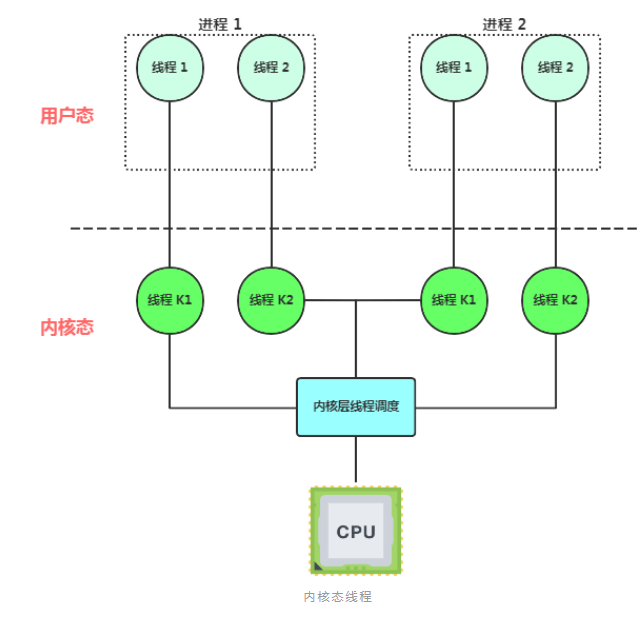 进程 1
进程 2
线程 1
线程 2
线程 1
线程 2
用户态
线程 K1
线程 K2
线程 K1
线程 K2
内核态
内核层线程调度
CPU
内核态线程